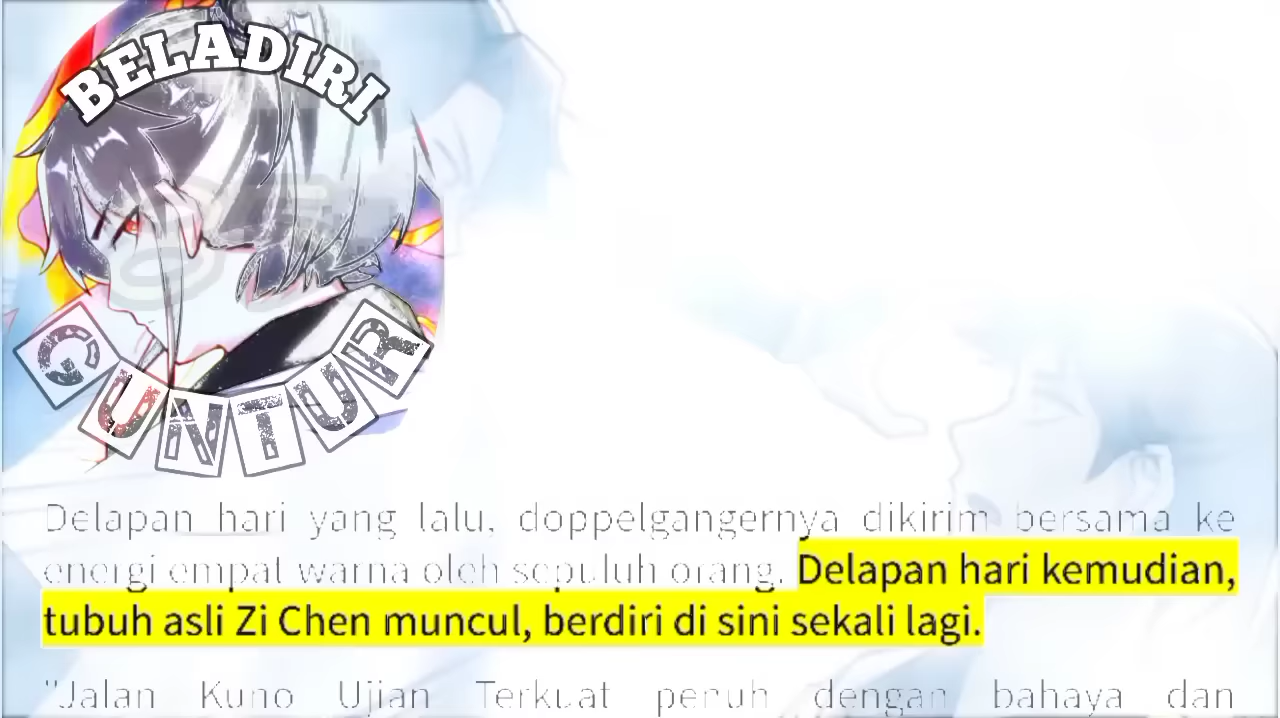 BELADIRI
GUNTUR
Delapan hari yang lalu, doppelgangernya dikirim bersama ke
energi empat warna oleh sepuluh orang. Delapan hari kemudian,
tubuh asli Zi Chen muncul, berdiri di sini sekali lagi.
"Jalan Kuno Ujian Terkuat penuh dengan bahaya dan